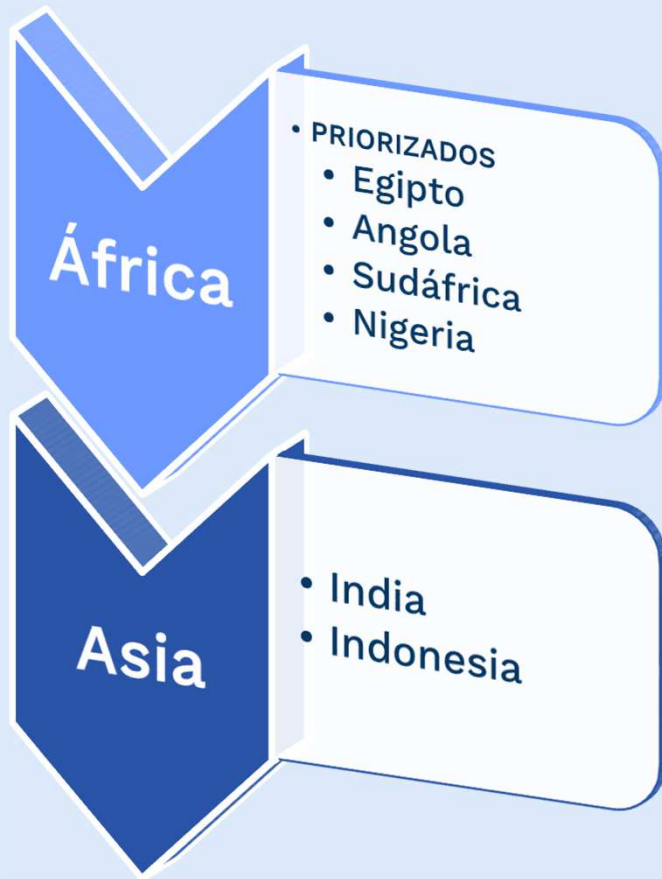 África
• PRIORIZADOS
• Egipto
• Angola
• Sudáfrica
• Nigeria
Asia
• India
• Indonesia